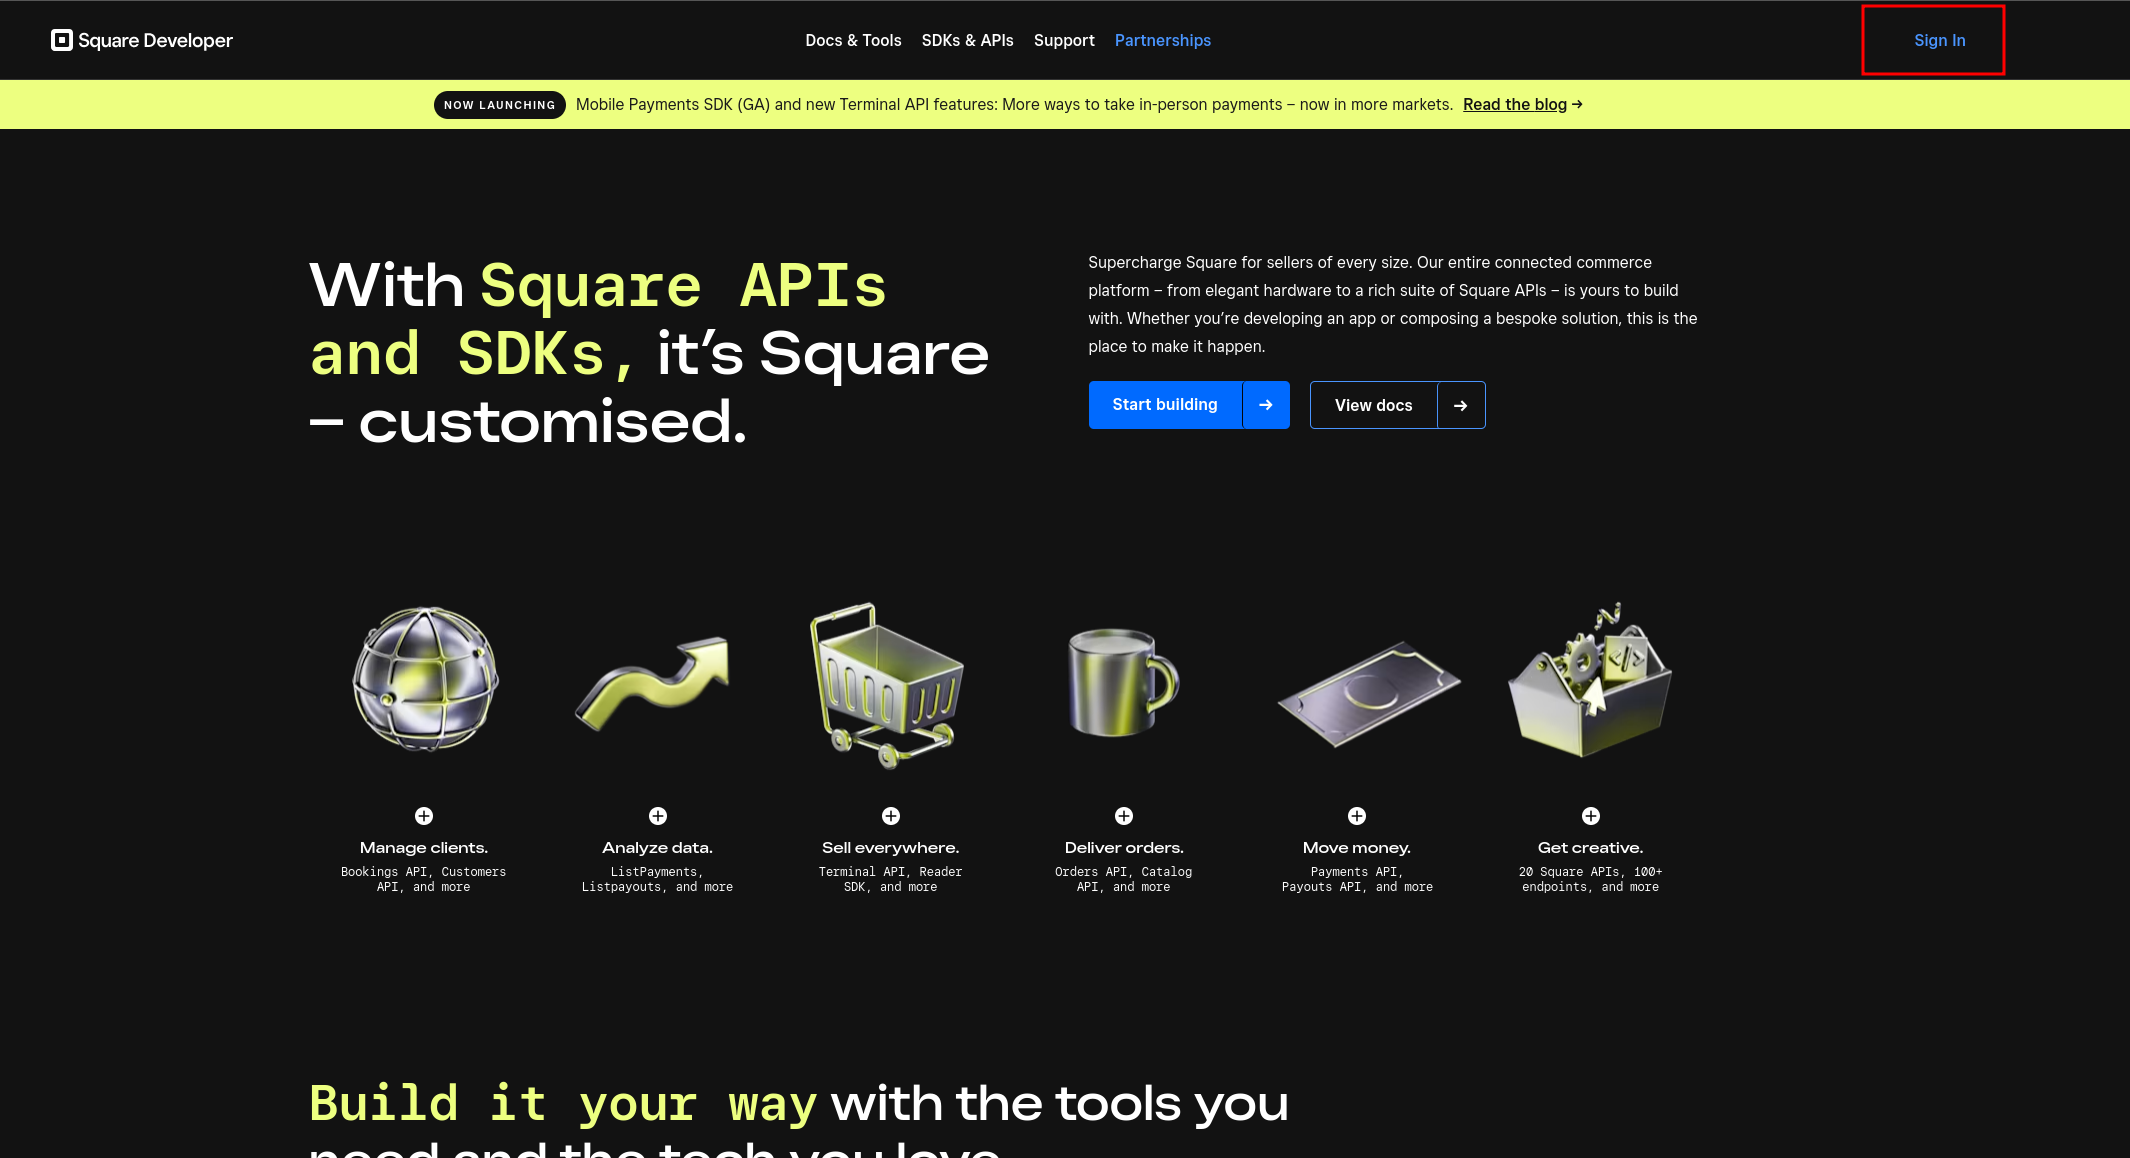 Square Developer
Docs & Tools
SDKs & APIs
Support
Partnerships
Sign In
NOW LAUNCHING
Mobile Payments SDK (GA) and new Terminal API features: More ways to take in-person payments – now in more markets. Read the blog →
With Square APIs
and SDKs, it’s Square
– customised.
Supercharge Square for sellers of every size. Our entire connected commerce
platform – from elegant hardware to a rich suite of Square APIs – is yours to build
with. Whether you’re developing an app or composing a bespoke solution, this is the
place to make it happen.
Start building →
View docs →
</>
Manage clients.
Bookings API, Customers
API, and more
Analyze data.
ListPayments,
Listpayouts, and more
Sell everywhere.
Terminal API, Reader
SDK, and more
Deliver orders.
Orders API, Catalog
API, and more
Move money.
Payments API,
Payouts API, and more
Get creative.
20 Square APIs, 100+
endpoints, and more
Build it your way with the tools you
need and the tech you love